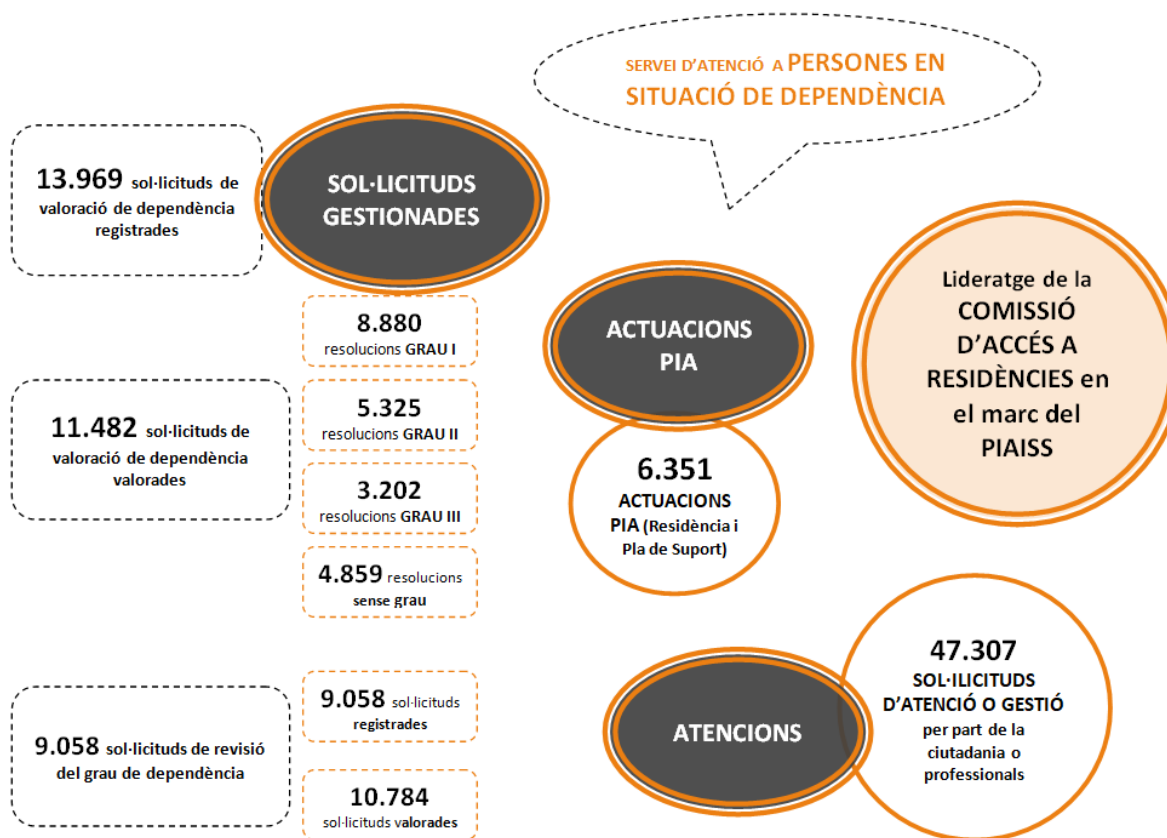 SERVEI D'ATENCIÓ A PERSONES EN
SITUACIÓ DE DEPENDÈNCIA
13.969 sol·licituds de
valoració de dependència
registrades
SOL·LICITUDS
GESTIONADES
8.880
resolucions GRAU I
5.325
resolucions GRAU II
3.202
resolucions GRAU III
4.859 resolucions
sense grau
11.482 sol·licituds de
valoració de dependència
valorades
9.058 sol·licituds de revisió
del grau de dependència
9.058 sol·licituds
registrades
10.784
sol·licituds valorades
ACTUACIONS
PIA
6.351
ACTUACIONS
PIA (Residència i
Pla de Suport)
Lideratge de la
COMISSIÓ
D'ACCÉS A
RESIDÈNCIES en
el marc del
PIAISS
ATENCIONS
47.307
SOL·ILICITUDS
D'ATENCIÓ O GESTIÓ
per part de la
ciutadania o
professionals